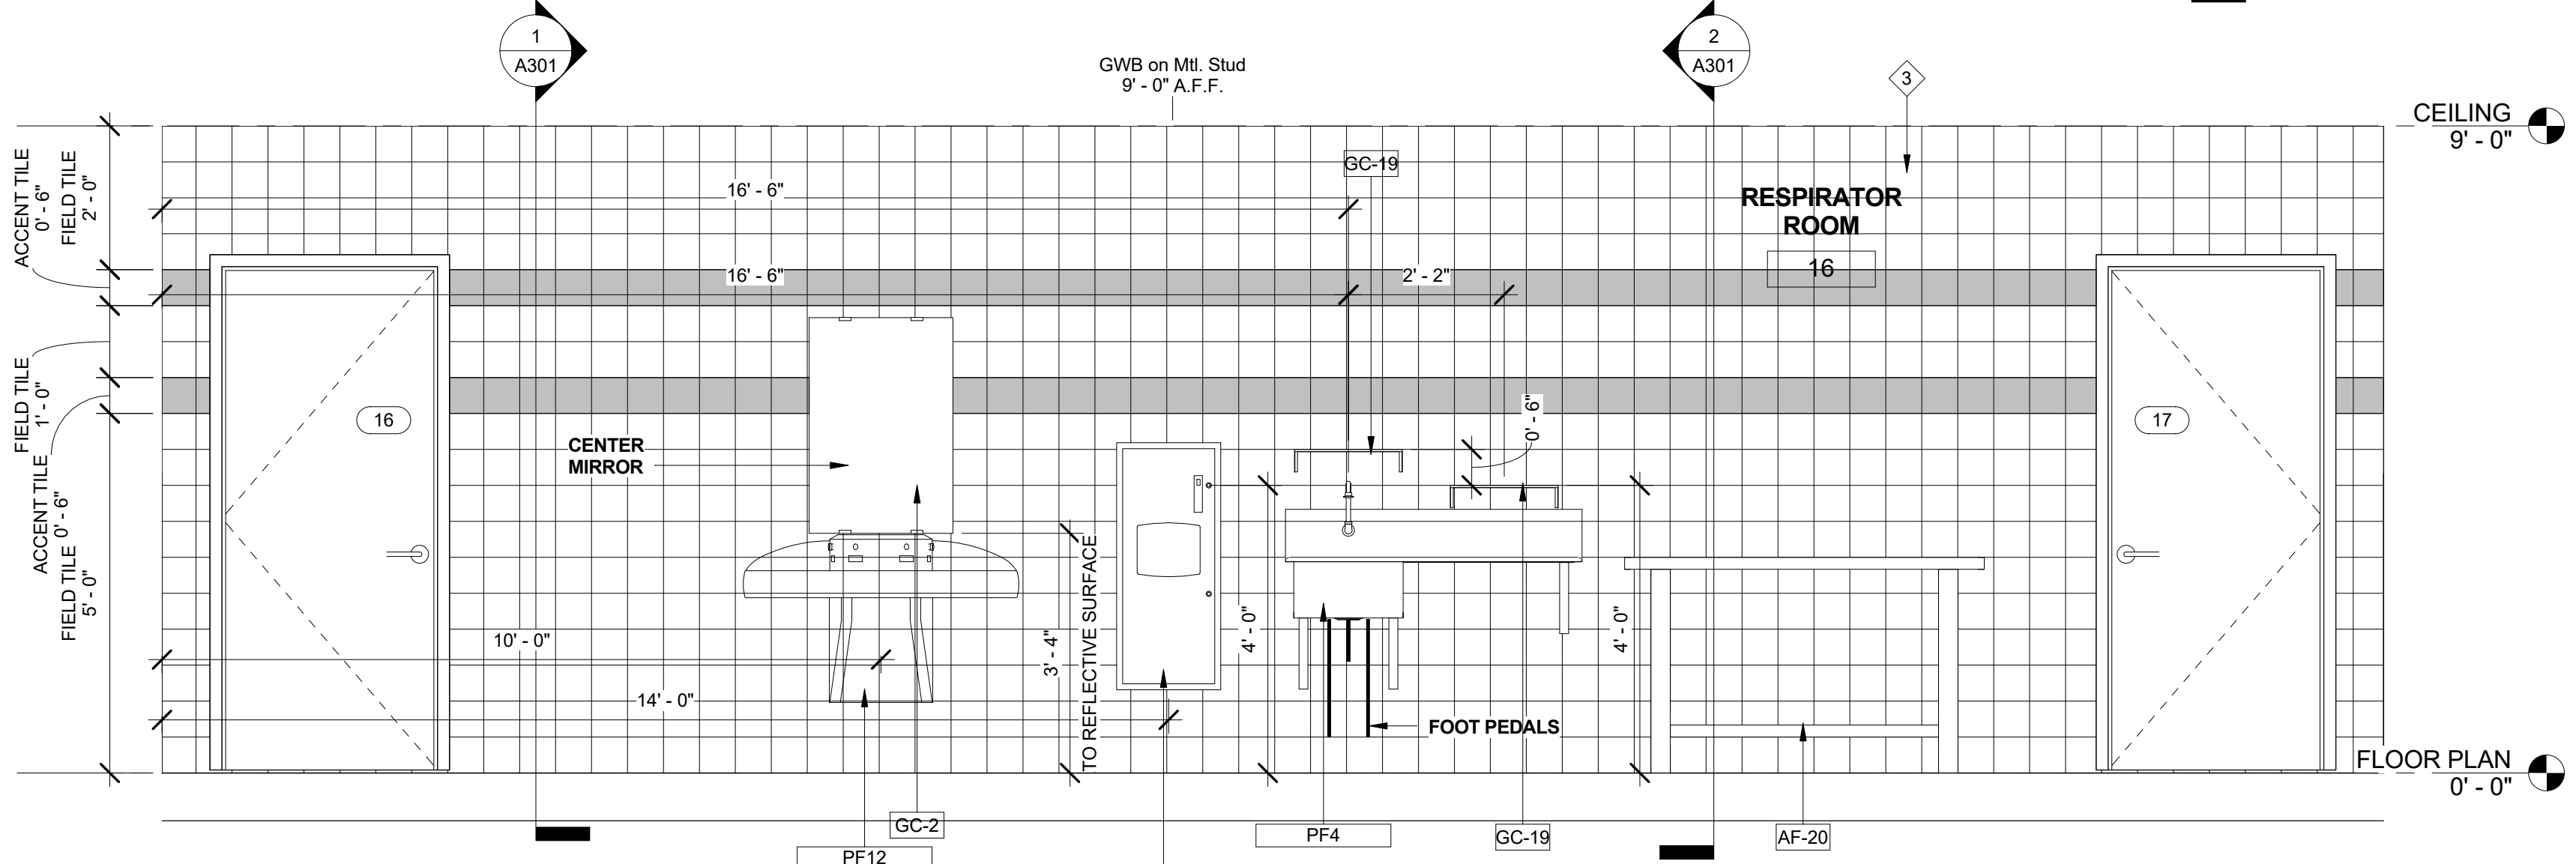 1
A301
GWB on Mtl. Stud
9' - 0" A.F.F.
2
A301
3
CEILING
9' - 0"
ACCENT TILE
0' - 6"
FIELD TILE
2' - 0"
16' - 6"
GC-19
RESPIRATOR
ROOM
16
16' - 6"
2' - 2"
FIELD TILE
1' - 0"
ACCENT TILE
0' - 6"
FIELD TILE
5' - 0"
16
CENTER
MIRROR
0' - 6"
17
10' - 0"
14' - 0"
3' - 4"
TO REFLECTIVE SURFACE
4' - 0"
4' - 0"
FOOT PEDALS
FLOOR PLAN
0' - 0"
GC-2
PF12
PF4
GC-19
AF-20